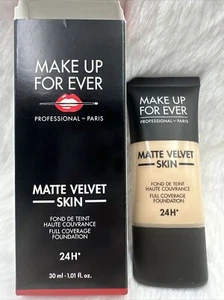 MAKE UP
FOR EVER
PROFESSIONAL – PARIS
MATTE VELVET
– SKIN –
FOND DE TEINT
HAUTE COUVRANCE
FULL COVERAGE
FOUNDATION
24H*
30 ml - 1.01 fl. oz.
MAKE UP
FOR EVER
PROFESSIONAL – PARIS
MATTE VELVET
– SKIN –
FOND DE TEINT
HAUTE COUVRANCE
FULL COVERAGE
FOUNDATION
24H*